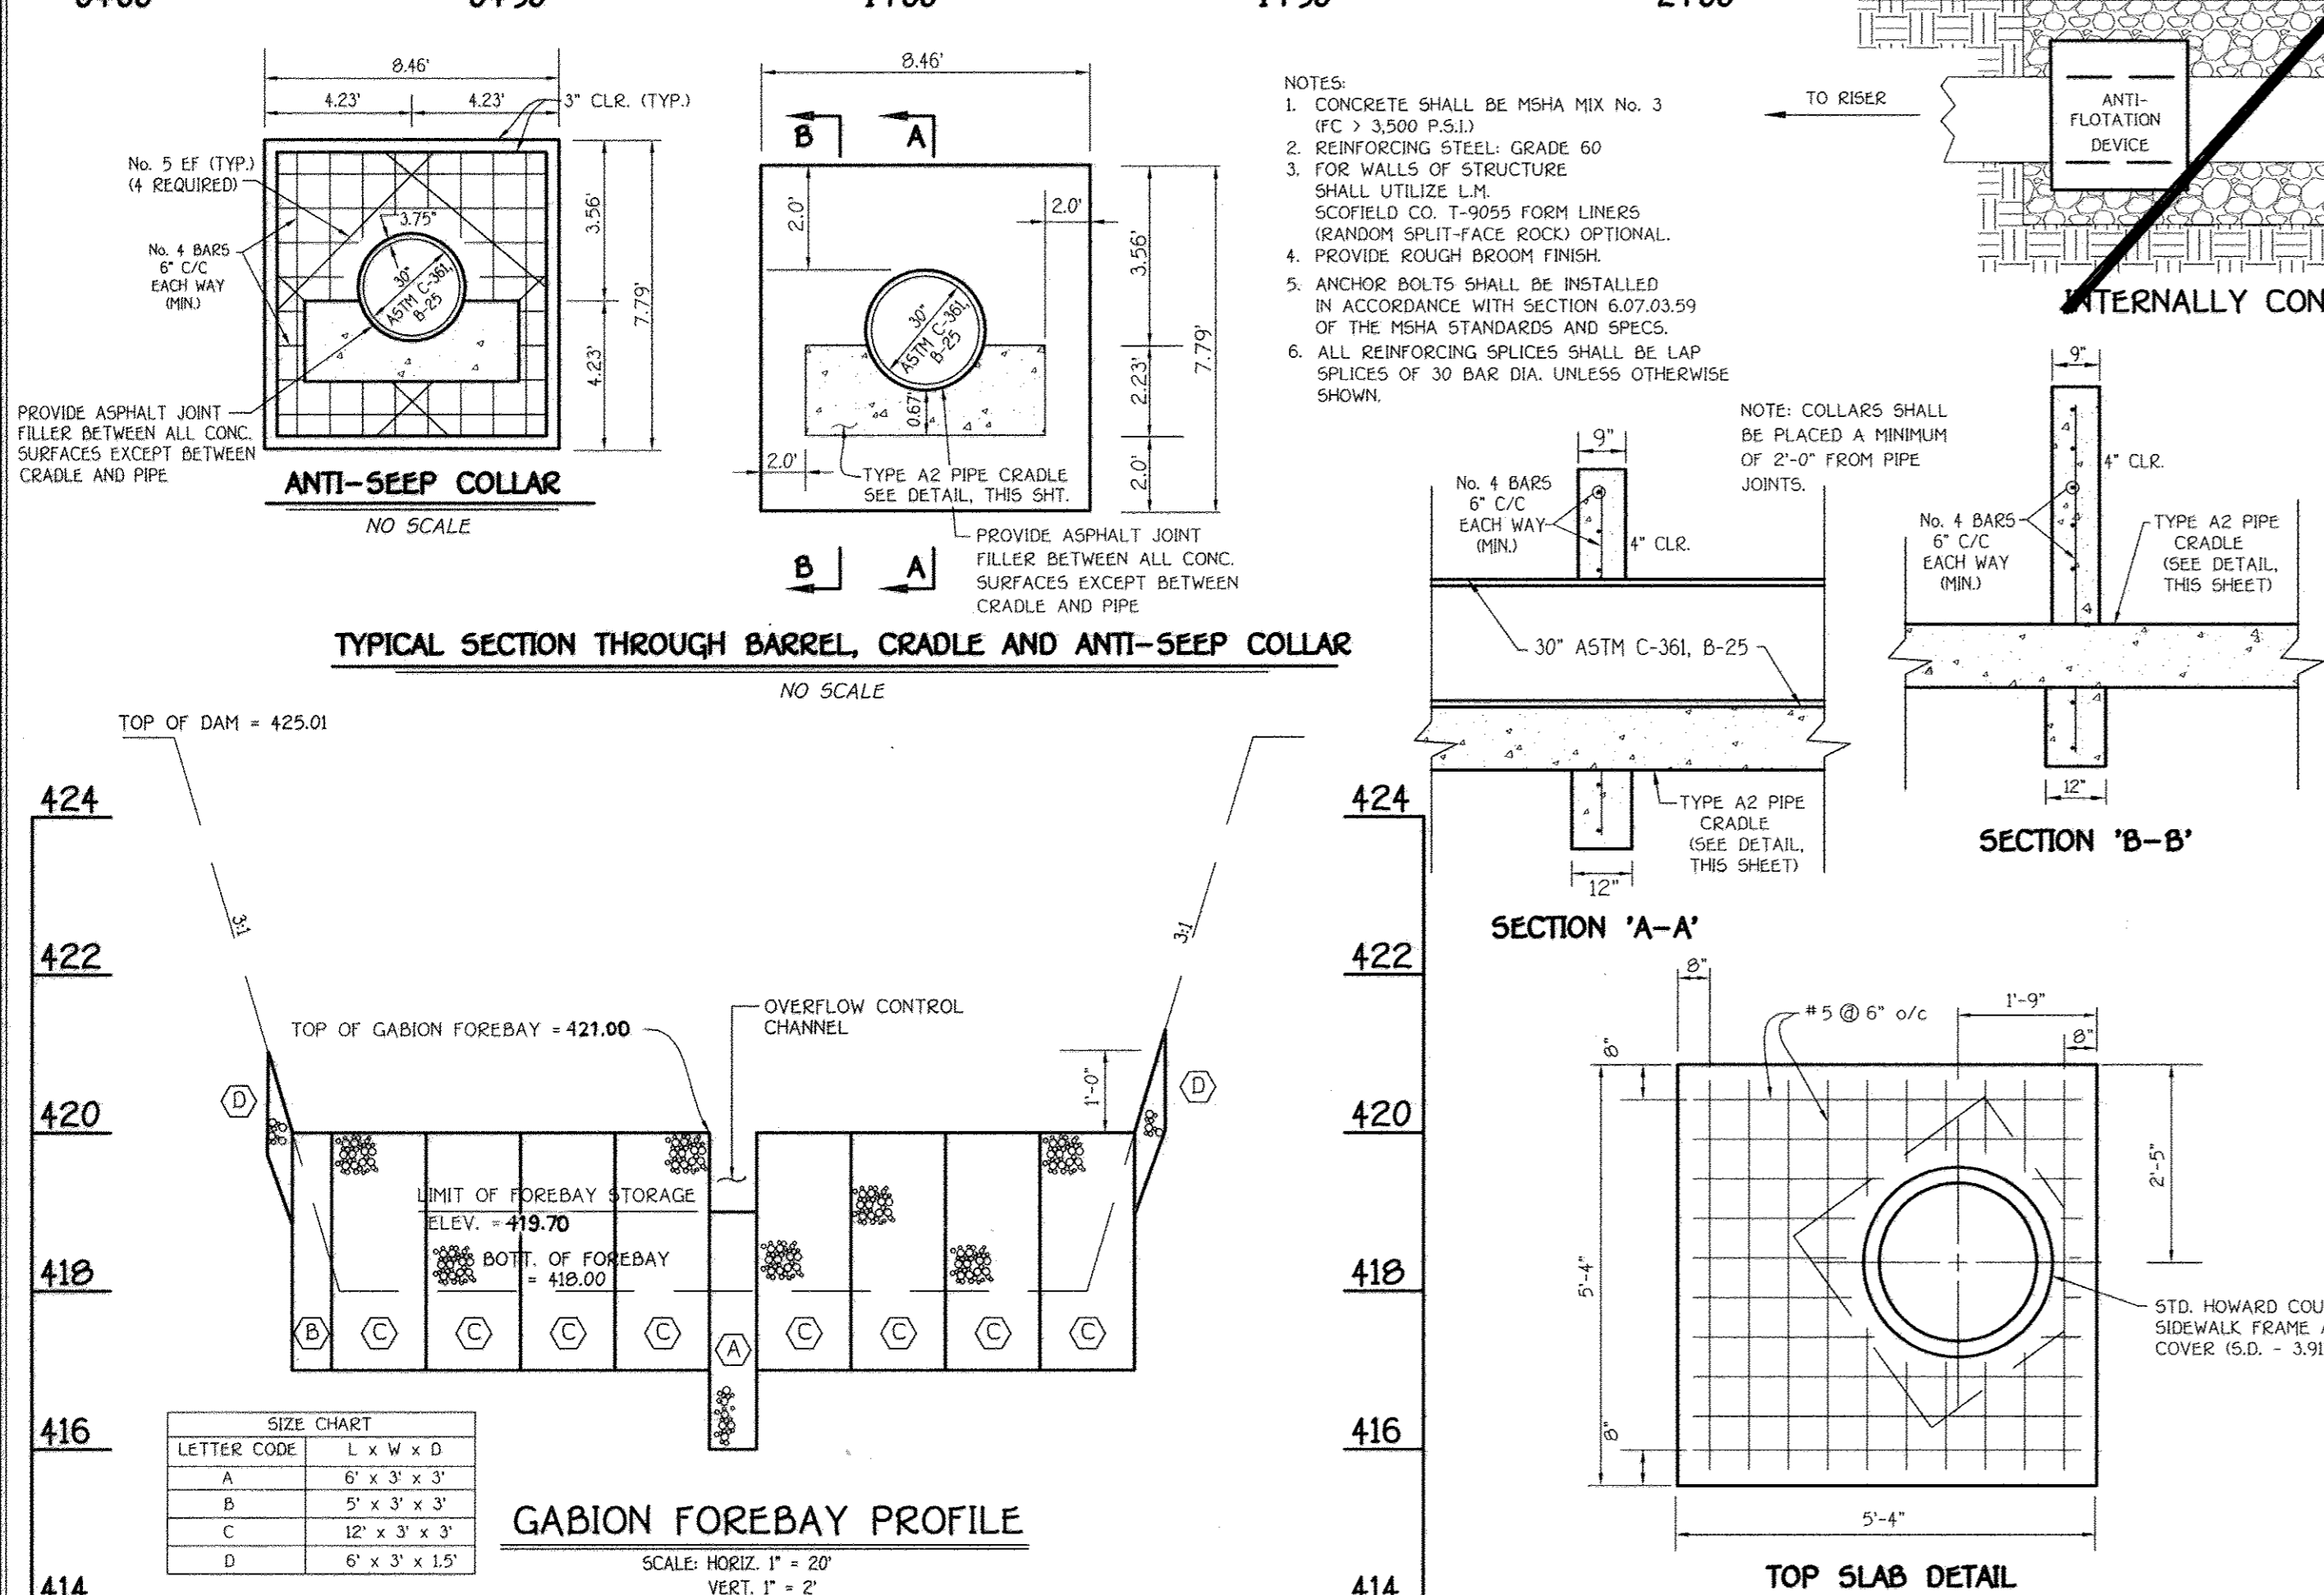 8.46'
4.23'
4.23'
3" CLR. (TYP.)
No. 5 EF (TYP.)
(4 REQUIRED)
No. 4 BARS
6" C/C
EACH WAY
(MIN.)
3.75"
30"
ASTM C-361,
B-25
3.56'
4.23'
7.79'
PROVIDE ASPHALT JOINT
FILLER BETWEEN ALL CONC.
SURFACES EXCEPT BETWEEN
CRADLE AND PIPE
ANTI-SEEP COLLAR
NO SCALE
8.46'
B
A
2.0'
2.0'
30"
ASTM C-361,
B-25
0.67'
3.56'
2.23'
2.0'
7.79'
2.0'
TYPE A2 PIPE CRADLE
SEE DETAIL, THIS SHT.
B
A
PROVIDE ASPHALT JOINT
FILLER BETWEEN ALL CONC.
SURFACES EXCEPT BETWEEN
CRADLE AND PIPE
TYPICAL SECTION THROUGH BARREL, CRADLE AND ANTI-SEEP COLLAR
NO SCALE
NOTES:
1. CONCRETE SHALL BE MSHA MIX No. 3
(FC > 3,500 P.S.I.)
2. REINFORCING STEEL: GRADE 60
3. FOR WALLS OF STRUCTURE
SHALL UTILIZE L.M.
SCOFIELD CO. T-9055 FORM LINERS
(RANDOM SPLIT-FACE ROCK) OPTIONAL.
4. PROVIDE ROUGH BROOM FINISH.
5. ANCHOR BOLTS SHALL BE INSTALLED
IN ACCORDANCE WITH SECTION 6.07.03.59
OF THE MSHA STANDARDS AND SPECS.
6. ALL REINFORCING SPLICES SHALL BE LAP
SPLICES OF 30 BAR DIA. UNLESS OTHERWISE
SHOWN.
TO RISER
ANTI-
FLOTATION
DEVICE
INTERNALLY CON
NOTE: COLLARS SHALL
BE PLACED A MINIMUM
OF 2'-0" FROM PIPE
JOINTS.
9"
No. 4 BARS
6" C/C
EACH WAY
(MIN.)
4" CLR.
30" ASTM C-361, B-25
TYPE A2 PIPE
CRADLE
(SEE DETAIL,
THIS SHEET)
12"
SECTION 'A-A'
9"
4" CLR.
No. 4 BARS
6" C/C
EACH WAY
(MIN.)
TYPE A2 PIPE
CRADLE
(SEE DETAIL,
THIS SHEET)
12"
SECTION 'B-B'
TOP OF DAM = 425.01
424
422
420
418
416
414
3:1
3:1
424
422
420
418
416
414
TOP OF GABION FOREBAY = 421.00
OVERFLOW CONTROL
CHANNEL
1'-0"
D
D
LIMIT OF FOREBAY STORAGE
ELEV. = 419.70
BOTT. OF FOREBAY
= 418.00
B
C
C
C
C
A
C
C
C
C
SIZE CHART
LETTER CODE L x W x D
A 6' x 3' x 3'
B 5' x 3' x 3'
C 12' x 3' x 3'
D 6' x 3' x 1.5'
GABION FOREBAY PROFILE
SCALE: HORIZ. 1" = 20'
VERT. 1" = 2'
8"
#5 @ 6" o/c
1'-9"
8"
8"
2'-5"
5'-4"
8"
STD. HOWARD COU
SIDEWALK FRAME
COVER (S.D. - 3.91
5'-4"
TOP SLAB DETAIL